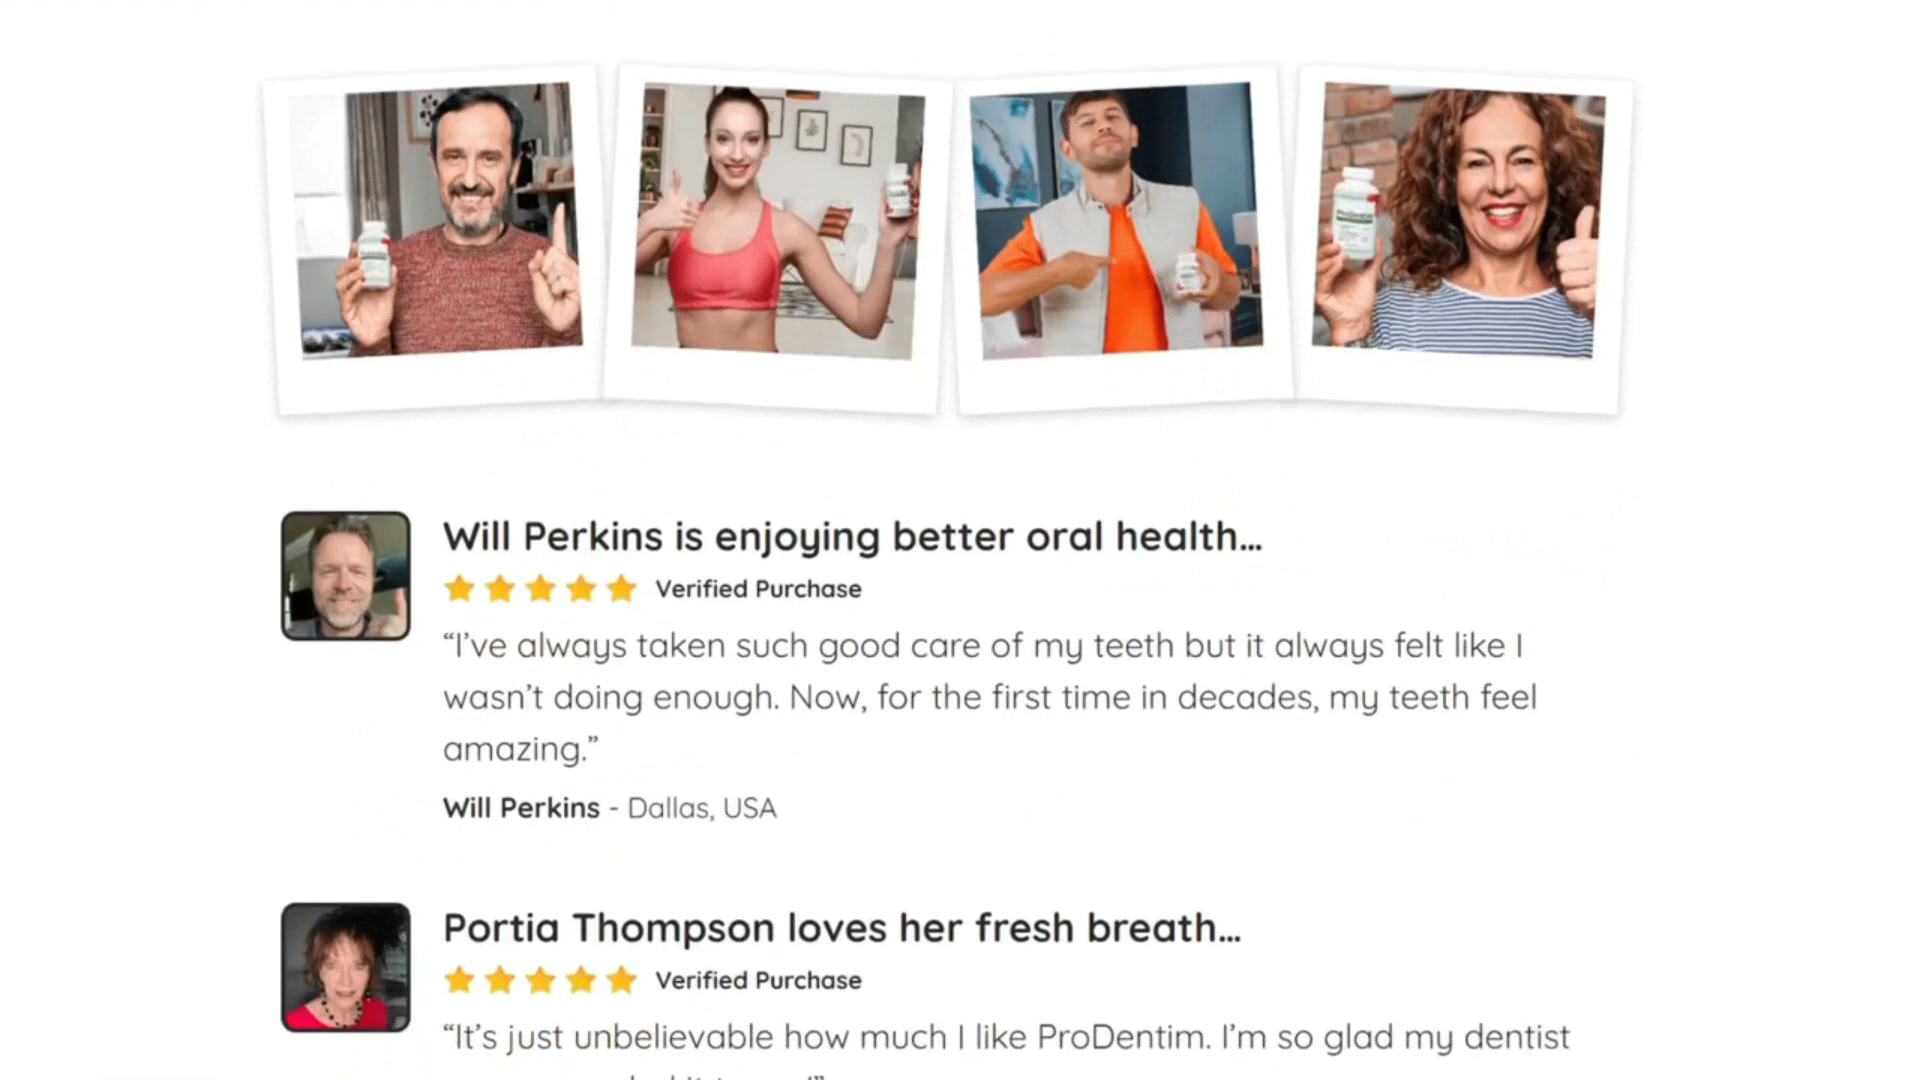 ProDentim
Will Perkins is enjoying better oral health...
Verified Purchase
“I’ve always taken such good care of my teeth but it always felt like I
wasn’t doing enough. Now, for the first time in decades, my teeth feel
amazing.”
Will Perkins - Dallas, USA
Portia Thompson loves her fresh breath...
Verified Purchase
“It’s just unbelievable how much I like ProDentim. I’m so glad my dentist